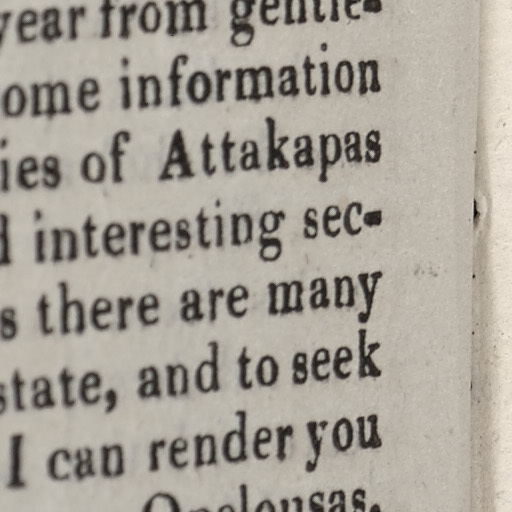 year from gentle-
ome information
ies of Attakapas
d interesting sec-
s there are many
state, and to seek
I can render you
Opelousas.